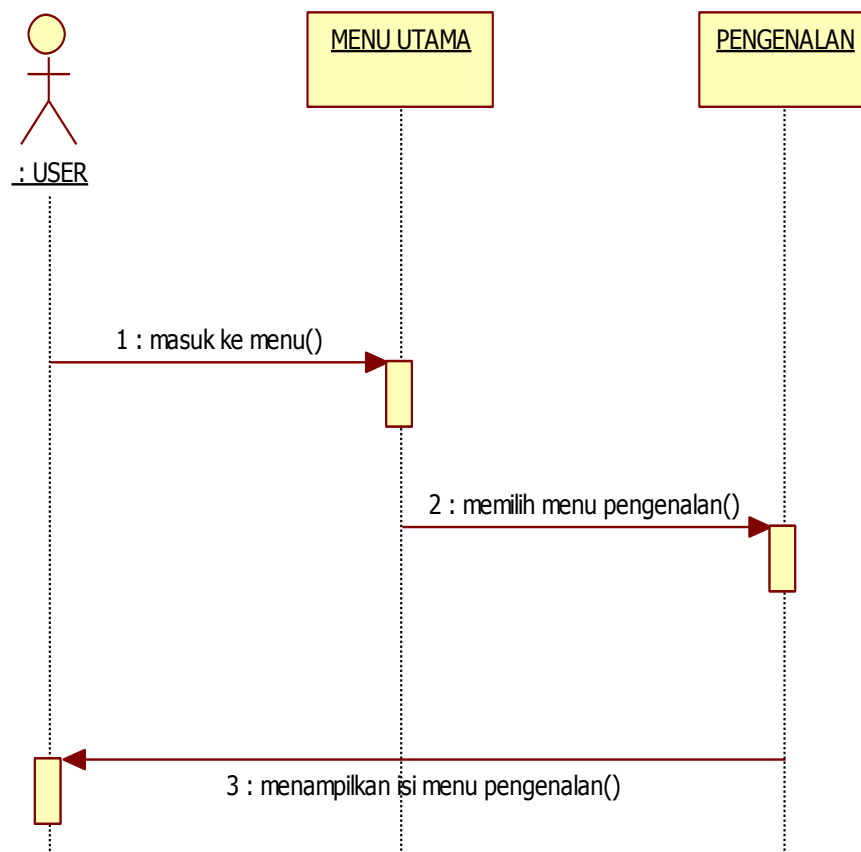 MENU UTAMA
PENGENALAN
: USER
1 : masuk ke menu()
2 : memilih menu pengenalan()
3 : menampilkan isi menu pengenalan()